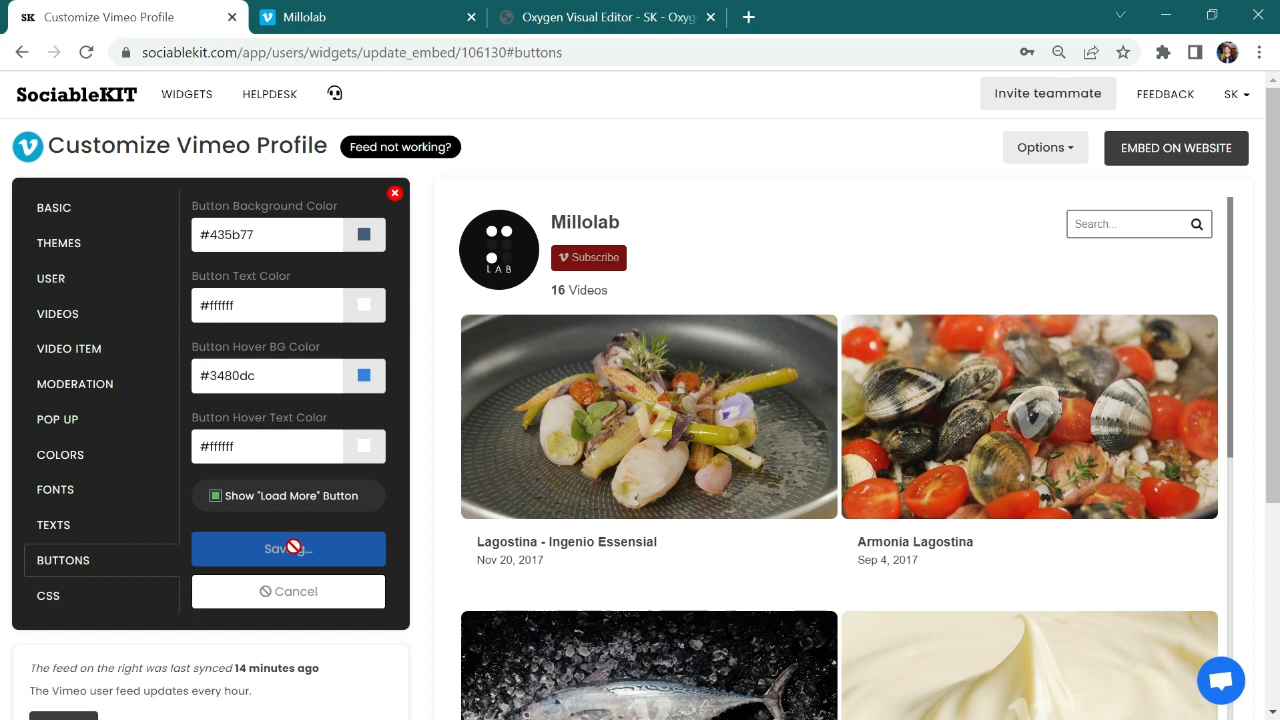 SK Customize Vimeo Profile
Millolab
Oxygen Visual Editor - SK - Oxyg
sociablekit.com/app/users/widgets/update_embed/106130#buttons
SociableKIT
WIDGETS
HELPDESK
Invite teammate
FEEDBACK
SK
Customize Vimeo Profile
Feed not working?
Options
EMBED ON WEBSITE
BASIC
THEMES
USER
VIDEOS
VIDEO ITEM
MODERATION
POP UP
COLORS
FONTS
TEXTS
BUTTONS
CSS
Button Background Color
#435b77
Button Text Color
#ffffff
Button Hover BG Color
#3480dc
Button Hover Text Color
#ffffff
Show "Load More" Button
Saving...
Cancel
The feed on the right was last synced 14 minutes ago
The Vimeo user feed updates every hour.
LAB
Millolab
Subscribe
16 Videos
Search...
Lagostina - Ingenio Essensial
Nov 20, 2017
Armonia Lagostina
Sep 4, 2017